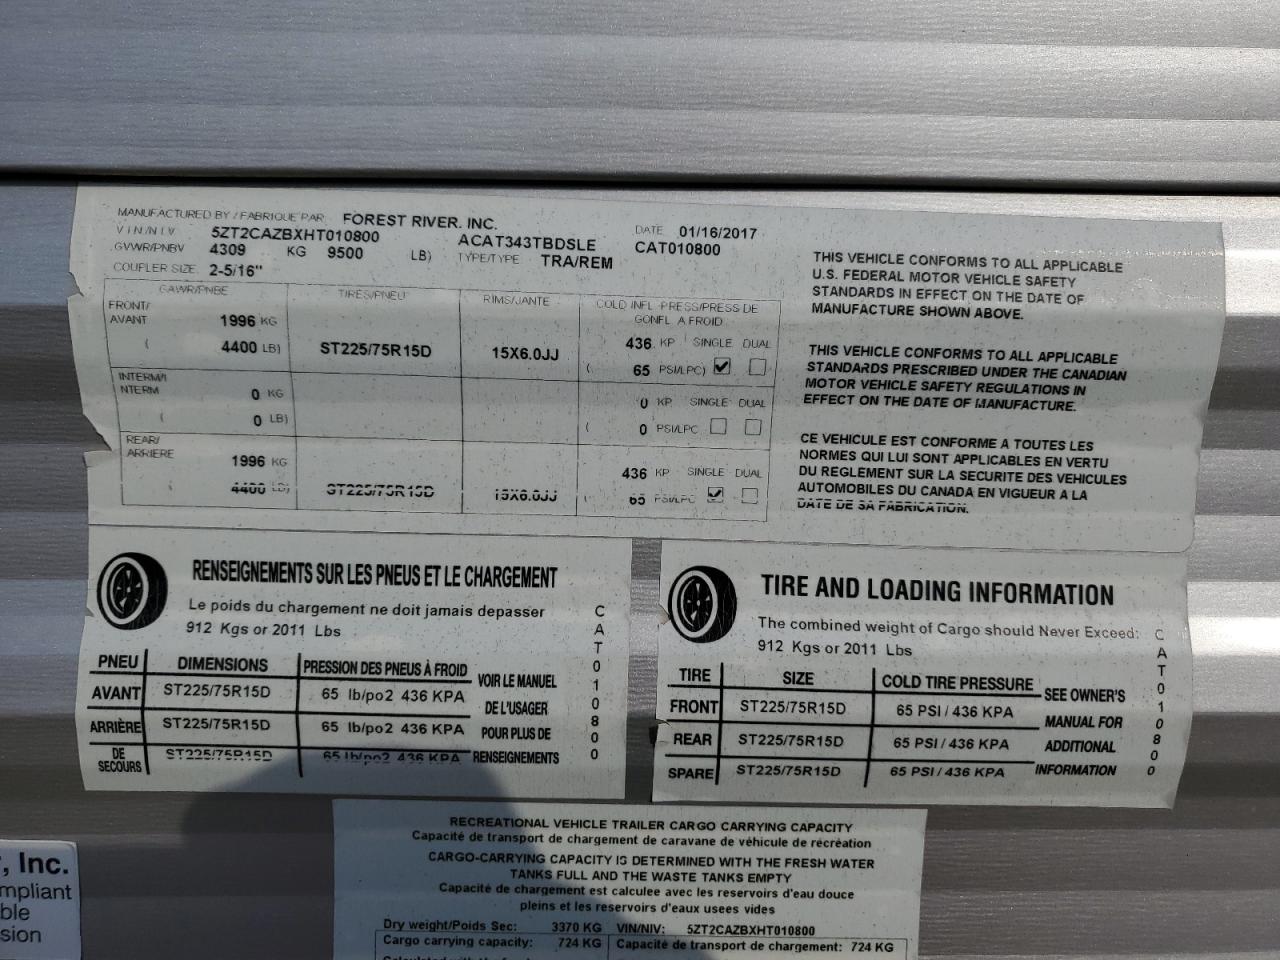 MANUFACTURED BY / FABRIQUE PAR FOREST RIVER, INC.
V I N / N I V 5ZT2CAZBXHT010800 ACAT343TBDSLE DATE 01/16/2017
GVWR/PNBV 4309 KG 9500 LB) TYPE/TYPE TRA/REM CAT010800
COUPLER SIZE 2-5/16"
GAWR/PNBE TIRES/PNEU RIMS/JANTE COLD INFL PRESS/PRESS DE
GONFL A FROID
FRONT/
AVANT 1996 KG 436 KP SINGLE DUAL
( 4400 LB) ST225/75R15D 15X6.0JJ ( 65 PSI/LPC)
INTERM/I
NTERM 0 KG 0 KP SINGLE DUAL
( 0 LB) ( 0 PSI/LPC
REAR/
ARRIERE 1996 KG 436 KP SINGLE DUAL
( 4400 LB) ST225/75R15D 15X6.0JJ ( 65 PSI/LPC
THIS VEHICLE CONFORMS TO ALL APPLICABLE
U.S. FEDERAL MOTOR VEHICLE SAFETY
STANDARDS IN EFFECT ON THE DATE OF
MANUFACTURE SHOWN ABOVE.
THIS VEHICLE CONFORMS TO ALL APPLICABLE
STANDARDS PRESCRIBED UNDER THE CANADIAN
MOTOR VEHICLE SAFETY REGULATIONS IN
EFFECT ON THE DATE OF MANUFACTURE.
CE VEHICULE EST CONFORME A TOUTES LES
NORMES QUI LUI SONT APPLICABLES EN VERTU
DU REGLEMENT SUR LA SECURITE DES VEHICULES
AUTOMOBILES DU CANADA EN VIGUEUR A LA
DATE DE SA FABRICATION.
RENSEIGNEMENTS SUR LES PNEUS ET LE CHARGEMENT
Le poids du chargement ne doit jamais depasser
912 Kgs or 2011 Lbs
PNEU DIMENSIONS PRESSION DES PNEUS À FROID
AVANT ST225/75R15D 65 lb/po2 436 KPA
ARRIÈRE ST225/75R15D 65 lb/po2 436 KPA
DE
SECOURS ST225/75R15D 65 lb/po2 436 KPA
VOIR LE MANUEL
DE L'USAGER
POUR PLUS DE
RENSEIGNEMENTS
CAT010800
TIRE AND LOADING INFORMATION
The combined weight of Cargo should Never Exceed:
912 Kgs or 2011 Lbs
TIRE SIZE COLD TIRE PRESSURE
FRONT ST225/75R15D 65 PSI / 436 KPA
REAR ST225/75R15D 65 PSI / 436 KPA
SPARE ST225/75R15D 65 PSI / 436 KPA
SEE OWNER'S
MANUAL FOR
ADDITIONAL
INFORMATION
CAT010800
RECREATIONAL VEHICLE TRAILER CARGO CARRYING CAPACITY
Capacité de transport de chargement de caravane de véhicule de récréation
CARGO-CARRYING CAPACITY IS DETERMINED WITH THE FRESH WATER
TANKS FULL AND THE WASTE TANKS EMPTY
Capacité de chargement est calculee avec les reservoirs d'eau douce
pleins et les reservoirs d'eaux usees vides
Dry weight/Poids Sec: 3370 KG VIN/NIV: 5ZT2CAZBXHT010800
Cargo carrying capacity: 724 KG Capacité de transport de chargement: 724 KG
, Inc.
mpliant
ble
sion